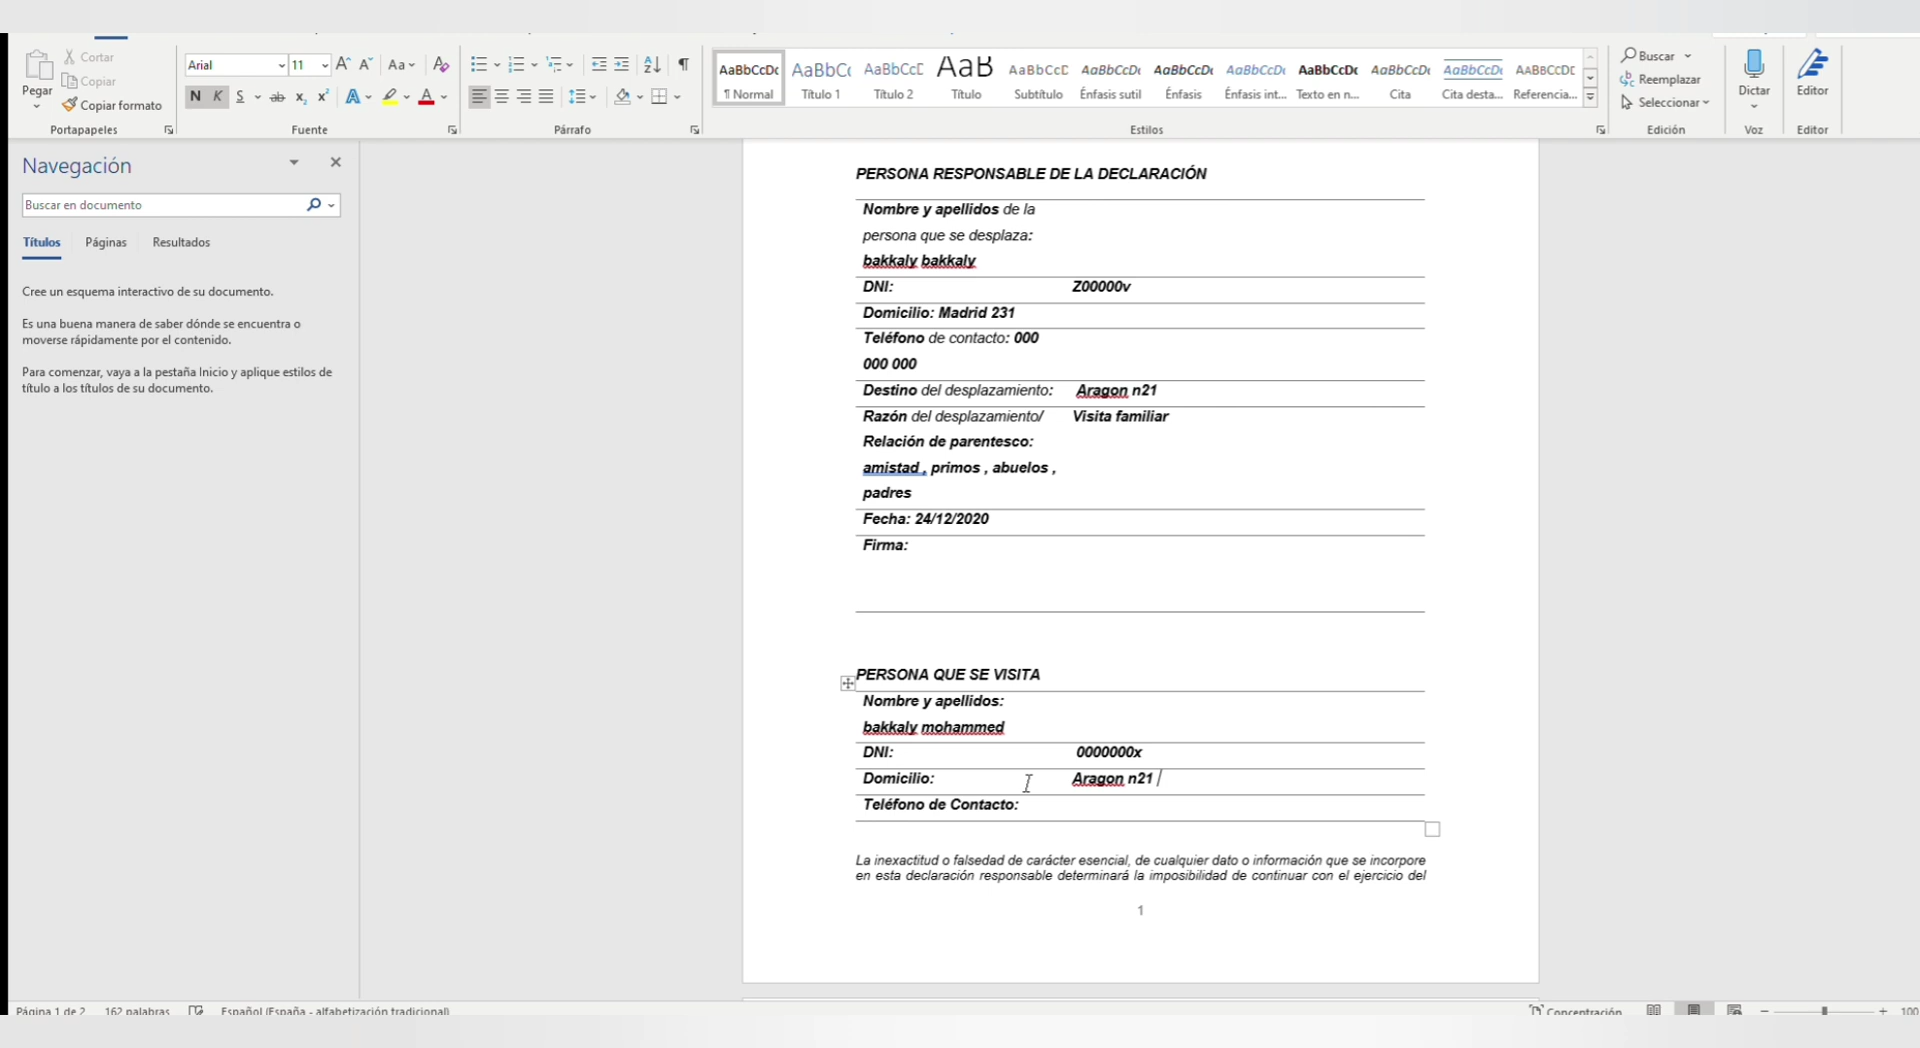 Cortar
Copiar
Pegar
Copiar formato
Portapapeles
Arial
11
Aa
N K S ab x₂ x² A A
Fuente
Párrafo
AaBbCcDc AaBbCc AaBbCcD AaB AaBbCcD AaBbCcDc AaBbCcDc AaBbCcDc AaBbCcDc AaBbCcDc AaBbCcDc AABBCCDD
¶ Normal Título 1 Título 2 Título Subtítulo Énfasis sutil Énfasis Énfasis int... Texto en n... Cita Cita desta... Referencia...
Estilos
Buscar
Reemplazar
Seleccionar
Edición
Dictar
Voz
Editor
Editor
Navegación
Buscar en documento
Títulos Páginas Resultados
Cree un esquema interactivo de su documento.
Es una buena manera de saber dónde se encuentra o
moverse rápidamente por el contenido.
Para comenzar, vaya a la pestaña Inicio y aplique estilos de
título a los títulos de su documento.
PERSONA RESPONSABLE DE LA DECLARACIÓN
Nombre y apellidos de la
persona que se desplaza:
bakkaly bakkaly
DNI: Z00000v
Domicilio: Madrid 231
Teléfono de contacto: 000
000 000
Destino del desplazamiento: Aragon n21
Razón del desplazamiento/ Visita familiar
Relación de parentesco:
amistad , primos , abuelos ,
padres
Fecha: 24/12/2020
Firma:
PERSONA QUE SE VISITA
Nombre y apellidos:
bakkaly mohammed
DNI: 0000000x
Domicilio: Aragon n21
Teléfono de Contacto:
La inexactitud o falsedad de carácter esencial, de cualquier dato o información que se incorpore
en esta declaración responsable determinará la imposibilidad de continuar con el ejercicio del
1
Página 1 de 2 162 palabras Español (España - alfabetización tradicional)
Concentración
100